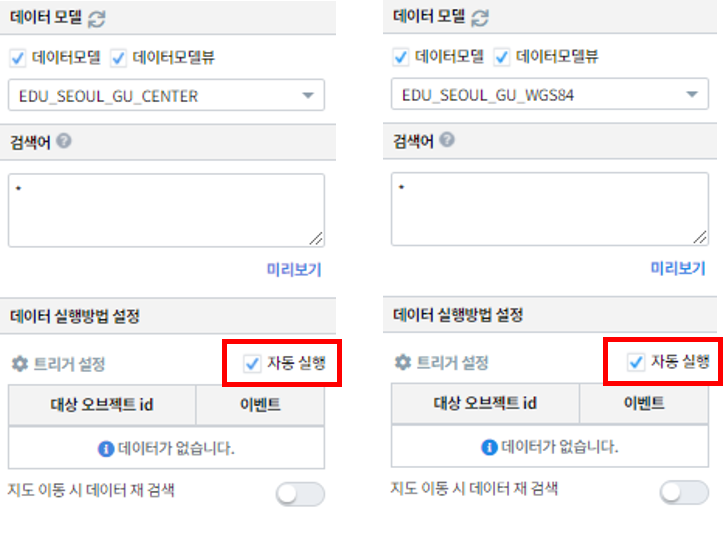 데이터 모델
데이터모델 데이터모델뷰
EDU_SEOUL_GU_CENTER
검색어 ?
*
미리보기
데이터 실행방법 설정
트리거 설정 자동 실행
대상 오브젝트 id 이벤트
데이터가 없습니다.
지도 이동 시 데이터 재 검색
데이터 모델
데이터모델 데이터모델뷰
EDU_SEOUL_GU_WGS84
검색어 ?
*
미리보기
데이터 실행방법 설정
트리거 설정 자동 실행
대상 오브젝트 id 이벤트
데이터가 없습니다.
지도 이동 시 데이터 재 검색